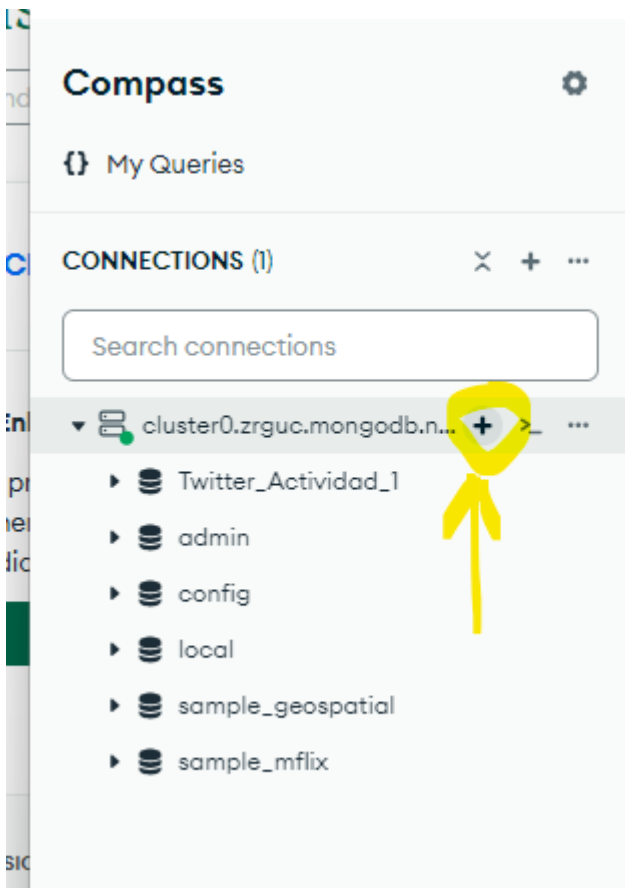 Compass
{} My Queries
CONNECTIONS (1)
Search connections
cluster0.zrguc.mongodb.n...
Twitter_Actividad_1
admin
config
local
sample_geospatial
sample_mflix